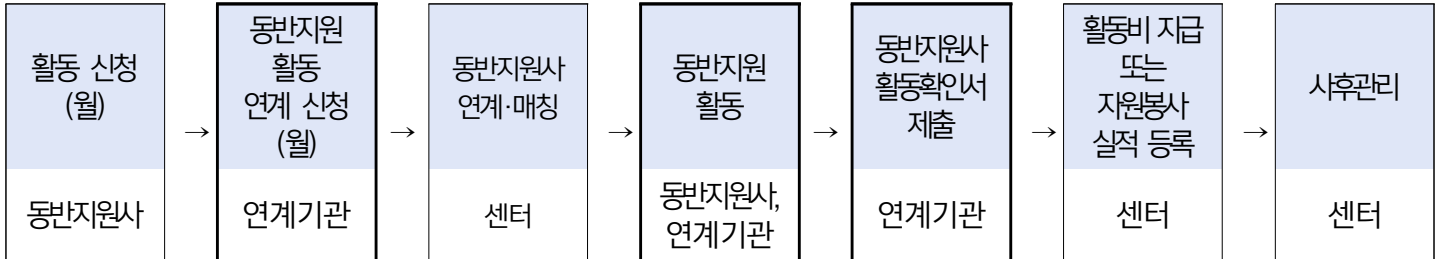 활동 신청
(월)
동반지원사
→
동반지원
활동
연계 신청
(월)
연계기관
→
동반지원사
연계·매칭
센터
→
동반지원
활동
동반지원사,
연계기관
→
동반지원사
활동확인서
제출
연계기관
→
활동비 지급
또는
자원봉사
실적 등록
센터
→
사후관리
센터